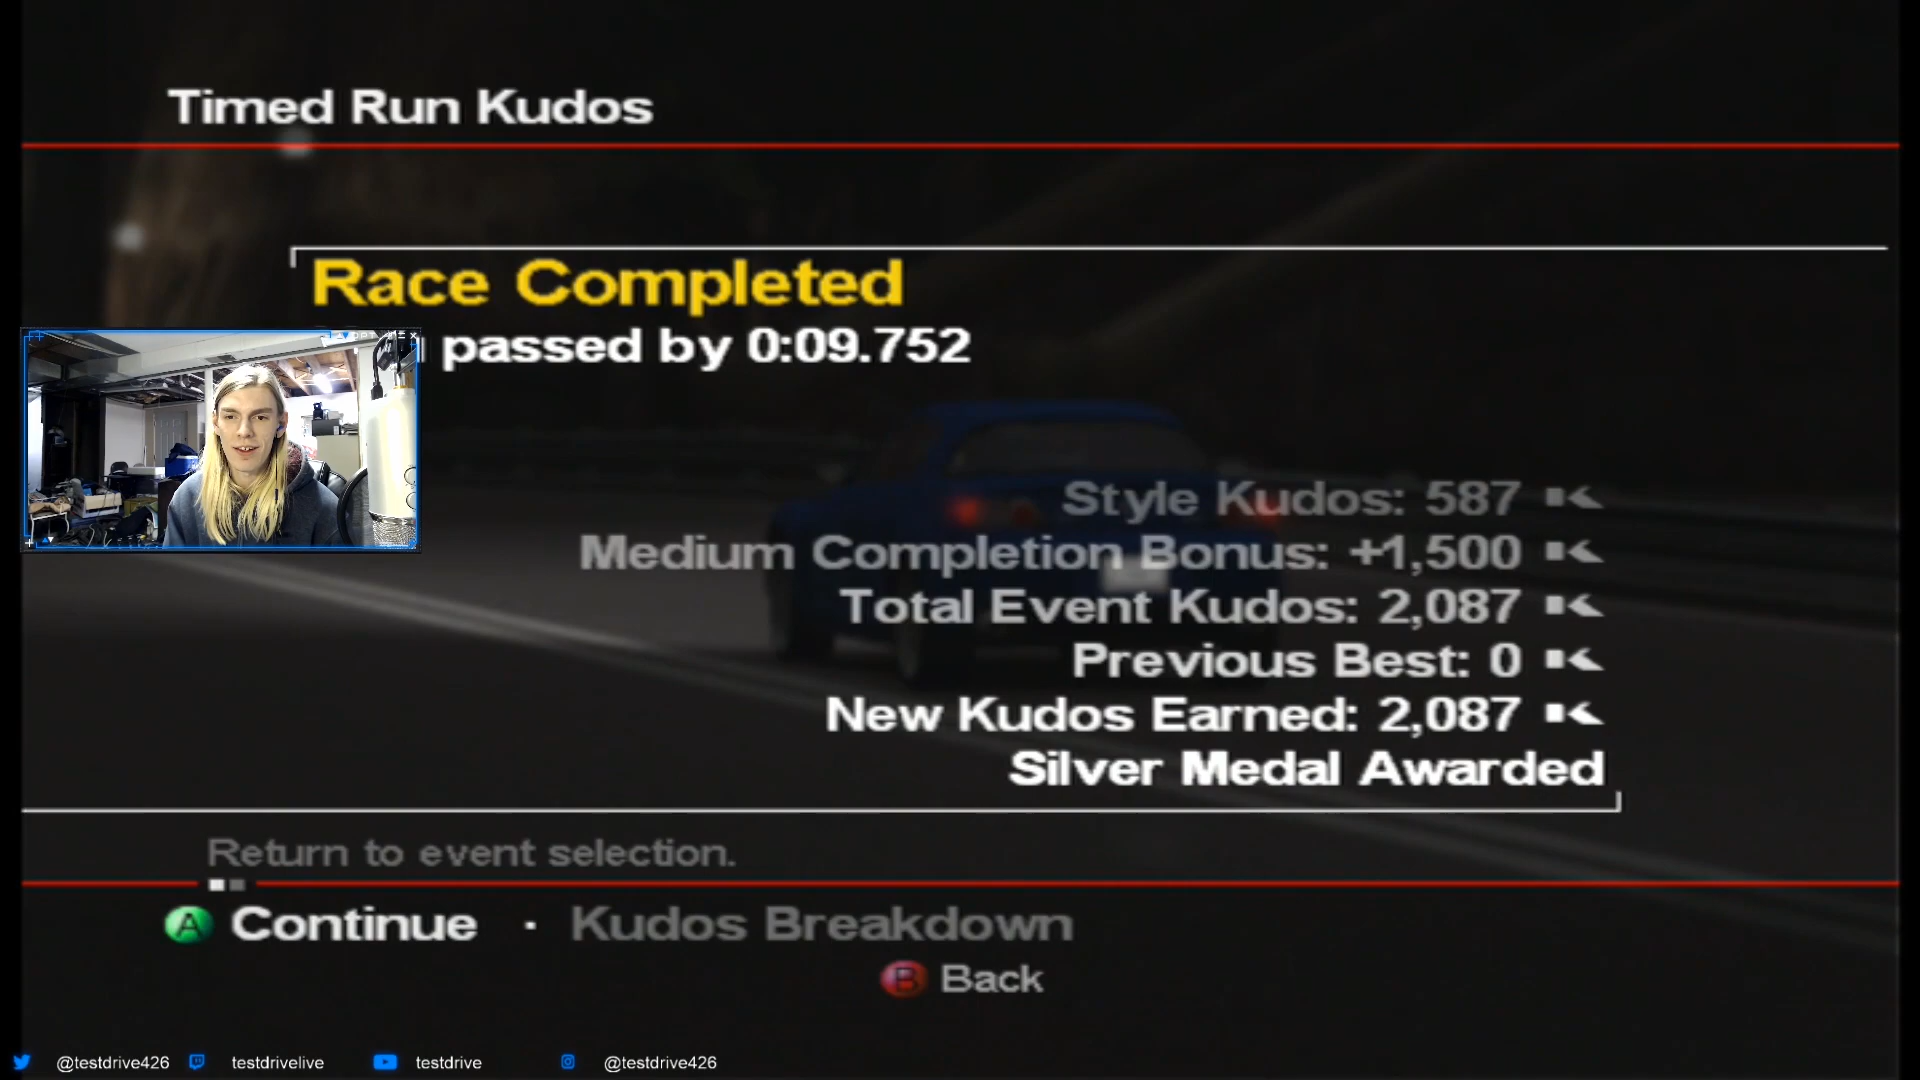 Timed Run Kudos
Race Completed
passed by 0:09.752
Style Kudos: 587
Medium Completion Bonus: +1,500
Total Event Kudos: 2,087
Previous Best: 0
New Kudos Earned: 2,087
Silver Medal Awarded
Return to event selection.
A Continue · Kudos Breakdown
B Back
@testdrive426 testdrivelive testdrive @testdrive426